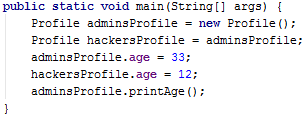 public static void main(String[] args) {
    Profile adminsProfile = new Profile();
    Profile hackersProfile = adminsProfile;
    adminsProfile.age = 33;
    hackersProfile.age = 12;
    adminsProfile.printAge();
}